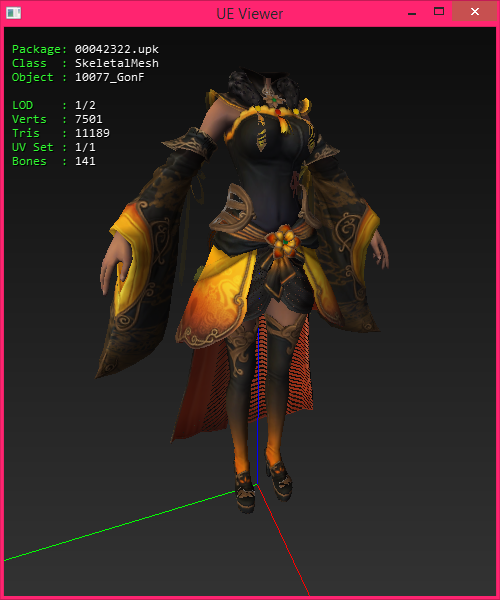 UE Viewer
Package: 00042322.upk
Class : SkeletalMesh
Object : 10077_GonF
LOD : 1/2
Verts : 7501
Tris : 11189
UV Set : 1/1
Bones : 141